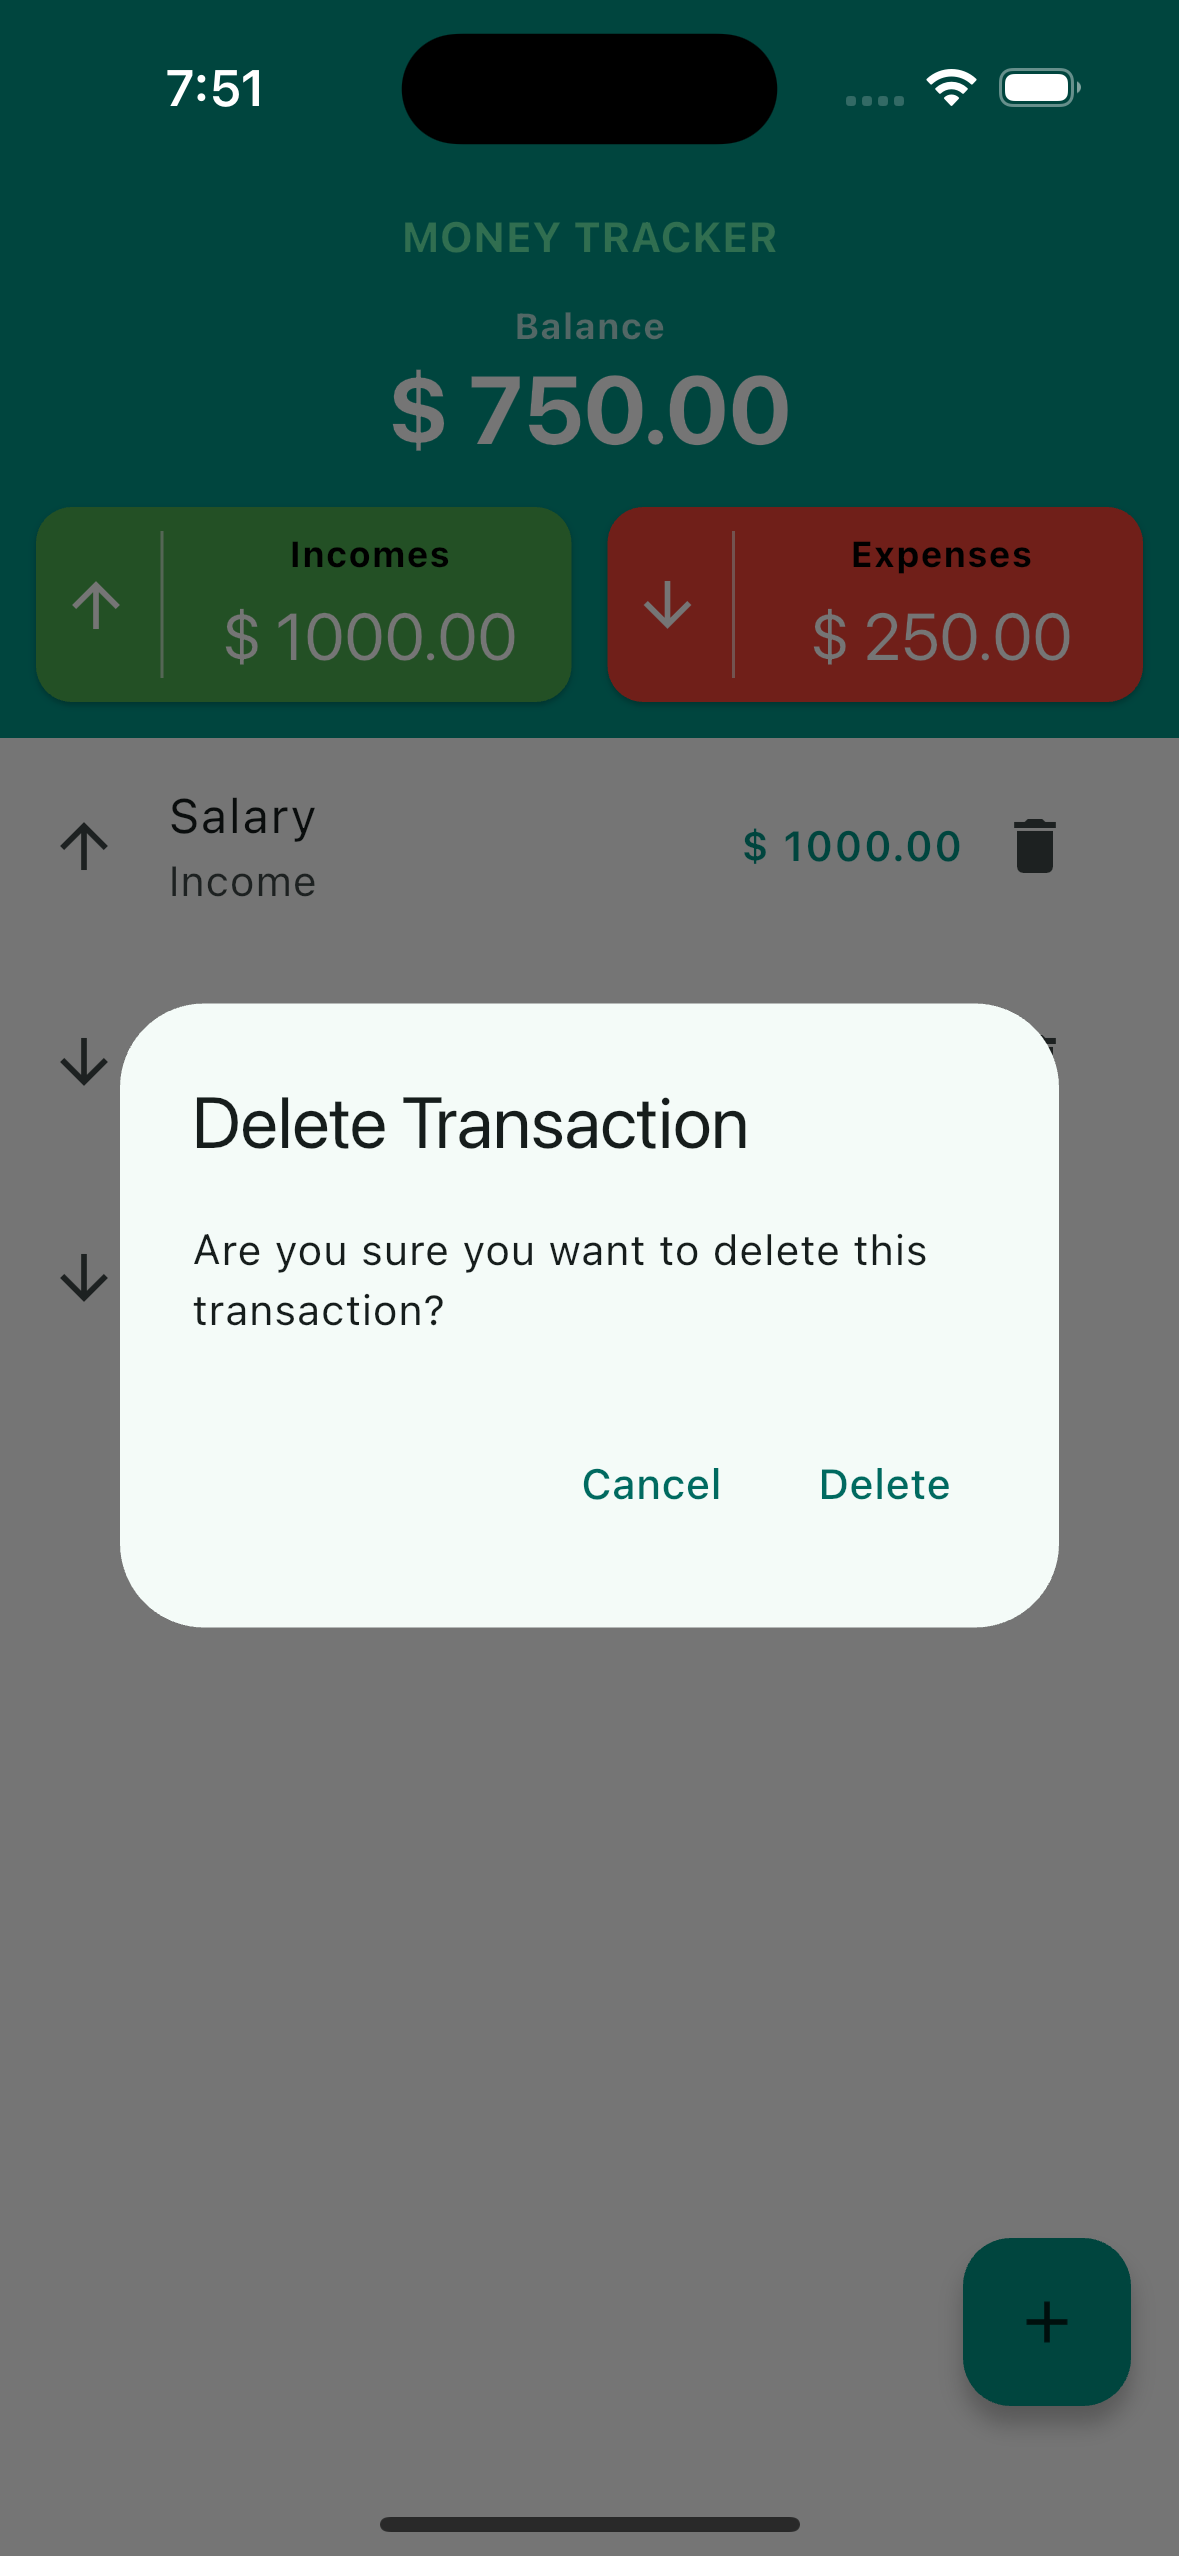 7:51
MONEY TRACKER
Balance
$ 750.00
Incomes
$ 1000.00
Expenses
$ 250.00
Salary
Income
$ 1000.00
Delete Transaction
Are you sure you want to delete this
transaction?
Cancel
Delete